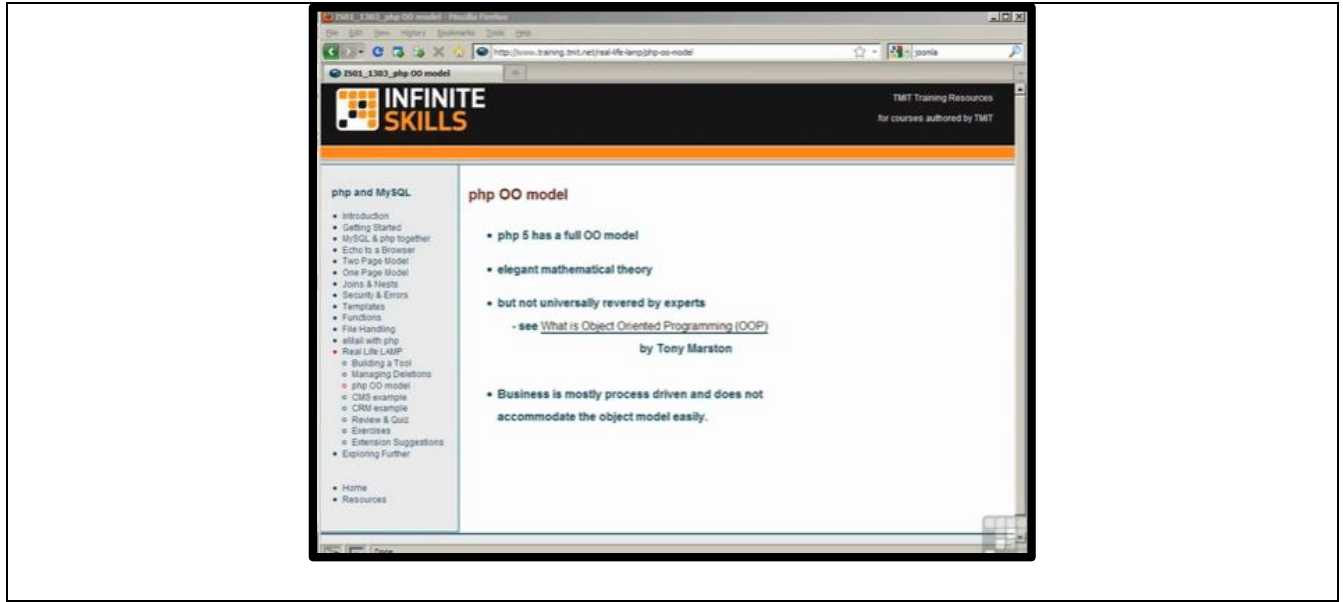 IS01_1303_php OO model - Mozilla Firefox
File Edit View History Bookmarks Tools Help
http://www.training.tmit.net/real-life-lamp/php-oo-model
joomla
IS01_1303_php OO model
INFINITE
SKILLS
TMIT Training Resources
for courses authored by TMIT
php and MySQL
Introduction
Getting Started
MySQL & php together
Echo to a Browser
Two Page Model
One Page Model
Joins & Nests
Security & Errors
Templates
Functions
File Handling
eMail with php
Real Life LAMP
Building a Tool
Managing Deletions
php OO model
CMS example
CRM example
Review & Quiz
Exercises
Extension Suggestions
Exploring Further
Home
Resources
php OO model
• php 5 has a full OO model
• elegant mathematical theory
• but not universally revered by experts
- see What is Object Oriented Programming (OOP)
by Tony Marston
• Business is mostly process driven and does not
accommodate the object model easily.
Done